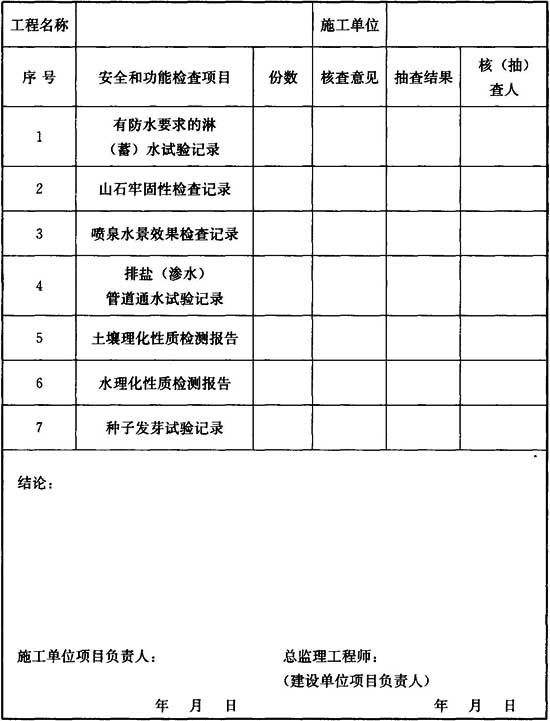 工程名称 施工单位
序 号 安全和功能检查项目 份数 核查意见 抽查结果 核（抽）
查人
1 有防水要求的淋
（蓄）水试验记录
2 山石牢固性检查记录
3 喷泉水景效果检查记录
4 排盐（渗水）
管道通水试验记录
5 土壤理化性质检测报告
6 水理化性质检测报告
7 种子发芽试验记录
结论：
施工单位项目负责人： 总监理工程师：
（建设单位项目负责人）
年 月 日 年 月 日